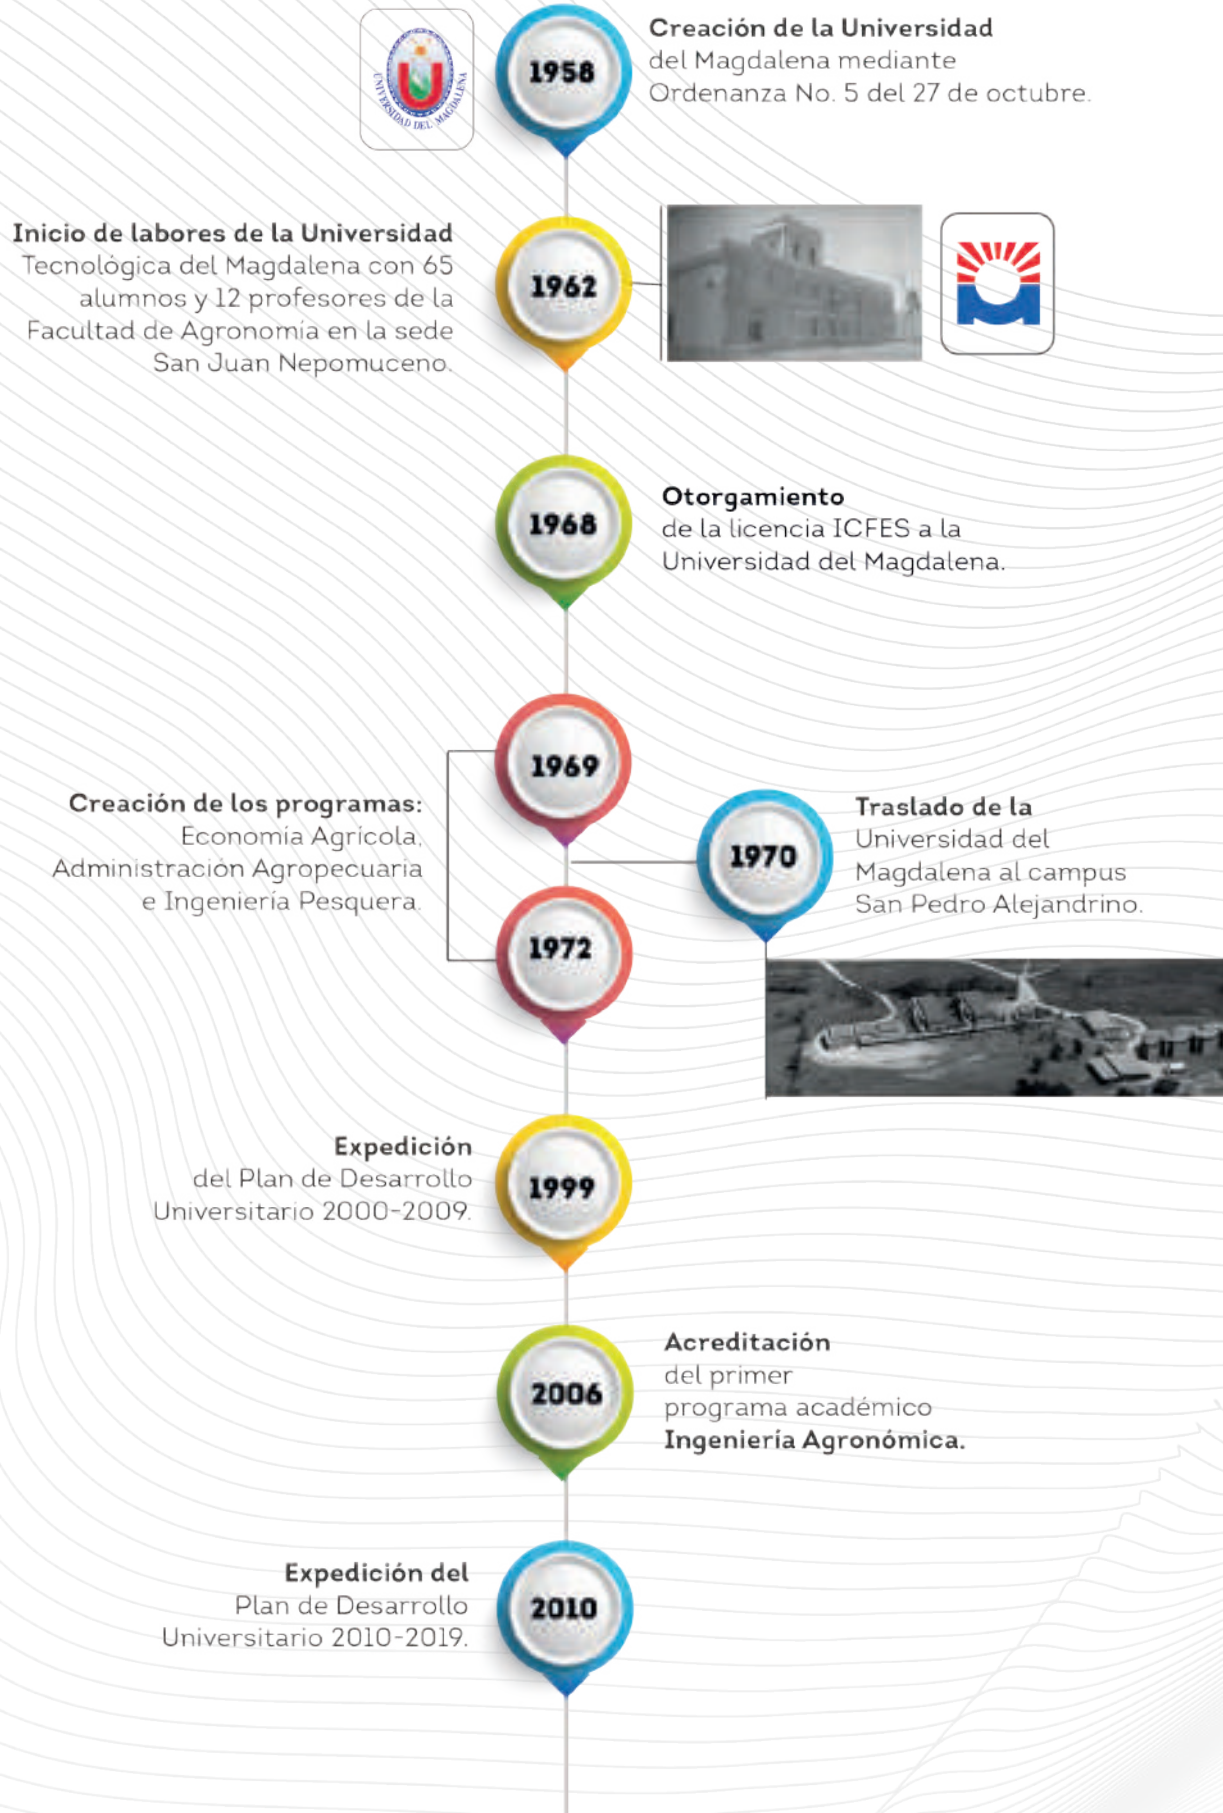 UNIVERSIDAD DEL MAGDALENA
1958
Creación de la Universidad
del Magdalena mediante
Ordenanza No. 5 del 27 de octubre.
Inicio de labores de la Universidad
Tecnológica del Magdalena con 65
alumnos y 12 profesores de la
Facultad de Agronomía en la sede
San Juan Nepomuceno.
1962
1968
Otorgamiento
de la licencia ICFES a la
Universidad del Magdalena.
1969
Creación de los programas:
Economía Agrícola,
Administración Agropecuaria
e Ingeniería Pesquera.
1972
1970
Traslado de la
Universidad del
Magdalena al campus
San Pedro Alejandrino.
Expedición
del Plan de Desarrollo
Universitario 2000-2009.
1999
2006
Acreditación
del primer
programa académico
Ingeniería Agronómica.
Expedición del
Plan de Desarrollo
Universitario 2010-2019.
2010